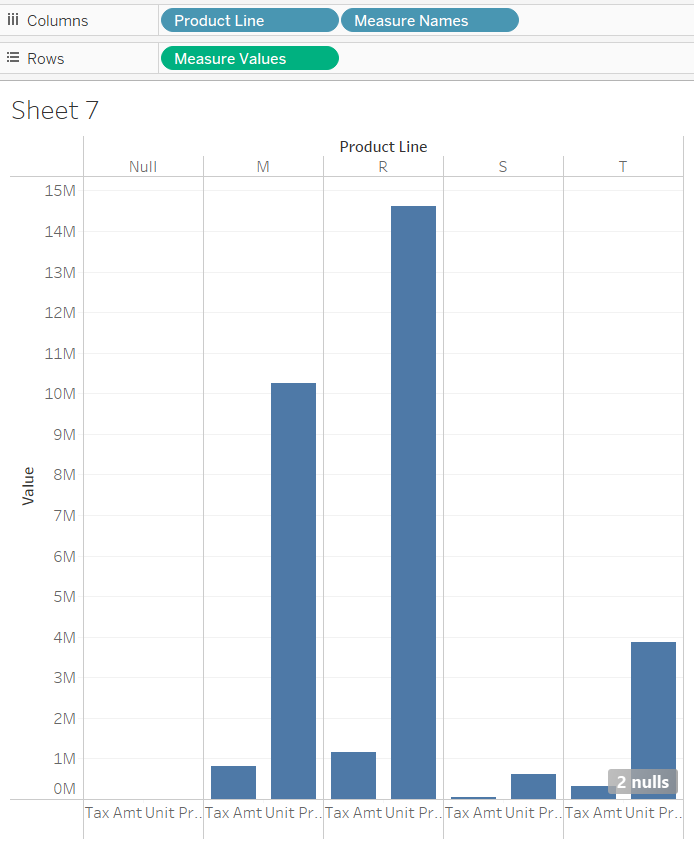 Columns Product Line Measure Names
Rows Measure Values
Sheet 7
Product Line
Null M R S T
15M
14M
13M
12M
11M
10M
9M
8M
7M
6M
5M
4M
3M
2M
1M
0M
Value
2 nulls
Tax Amt Unit Pr.. Tax Amt Unit Pr.. Tax Amt Unit Pr.. Tax Amt Unit Pr.. Tax Amt Unit Pr..